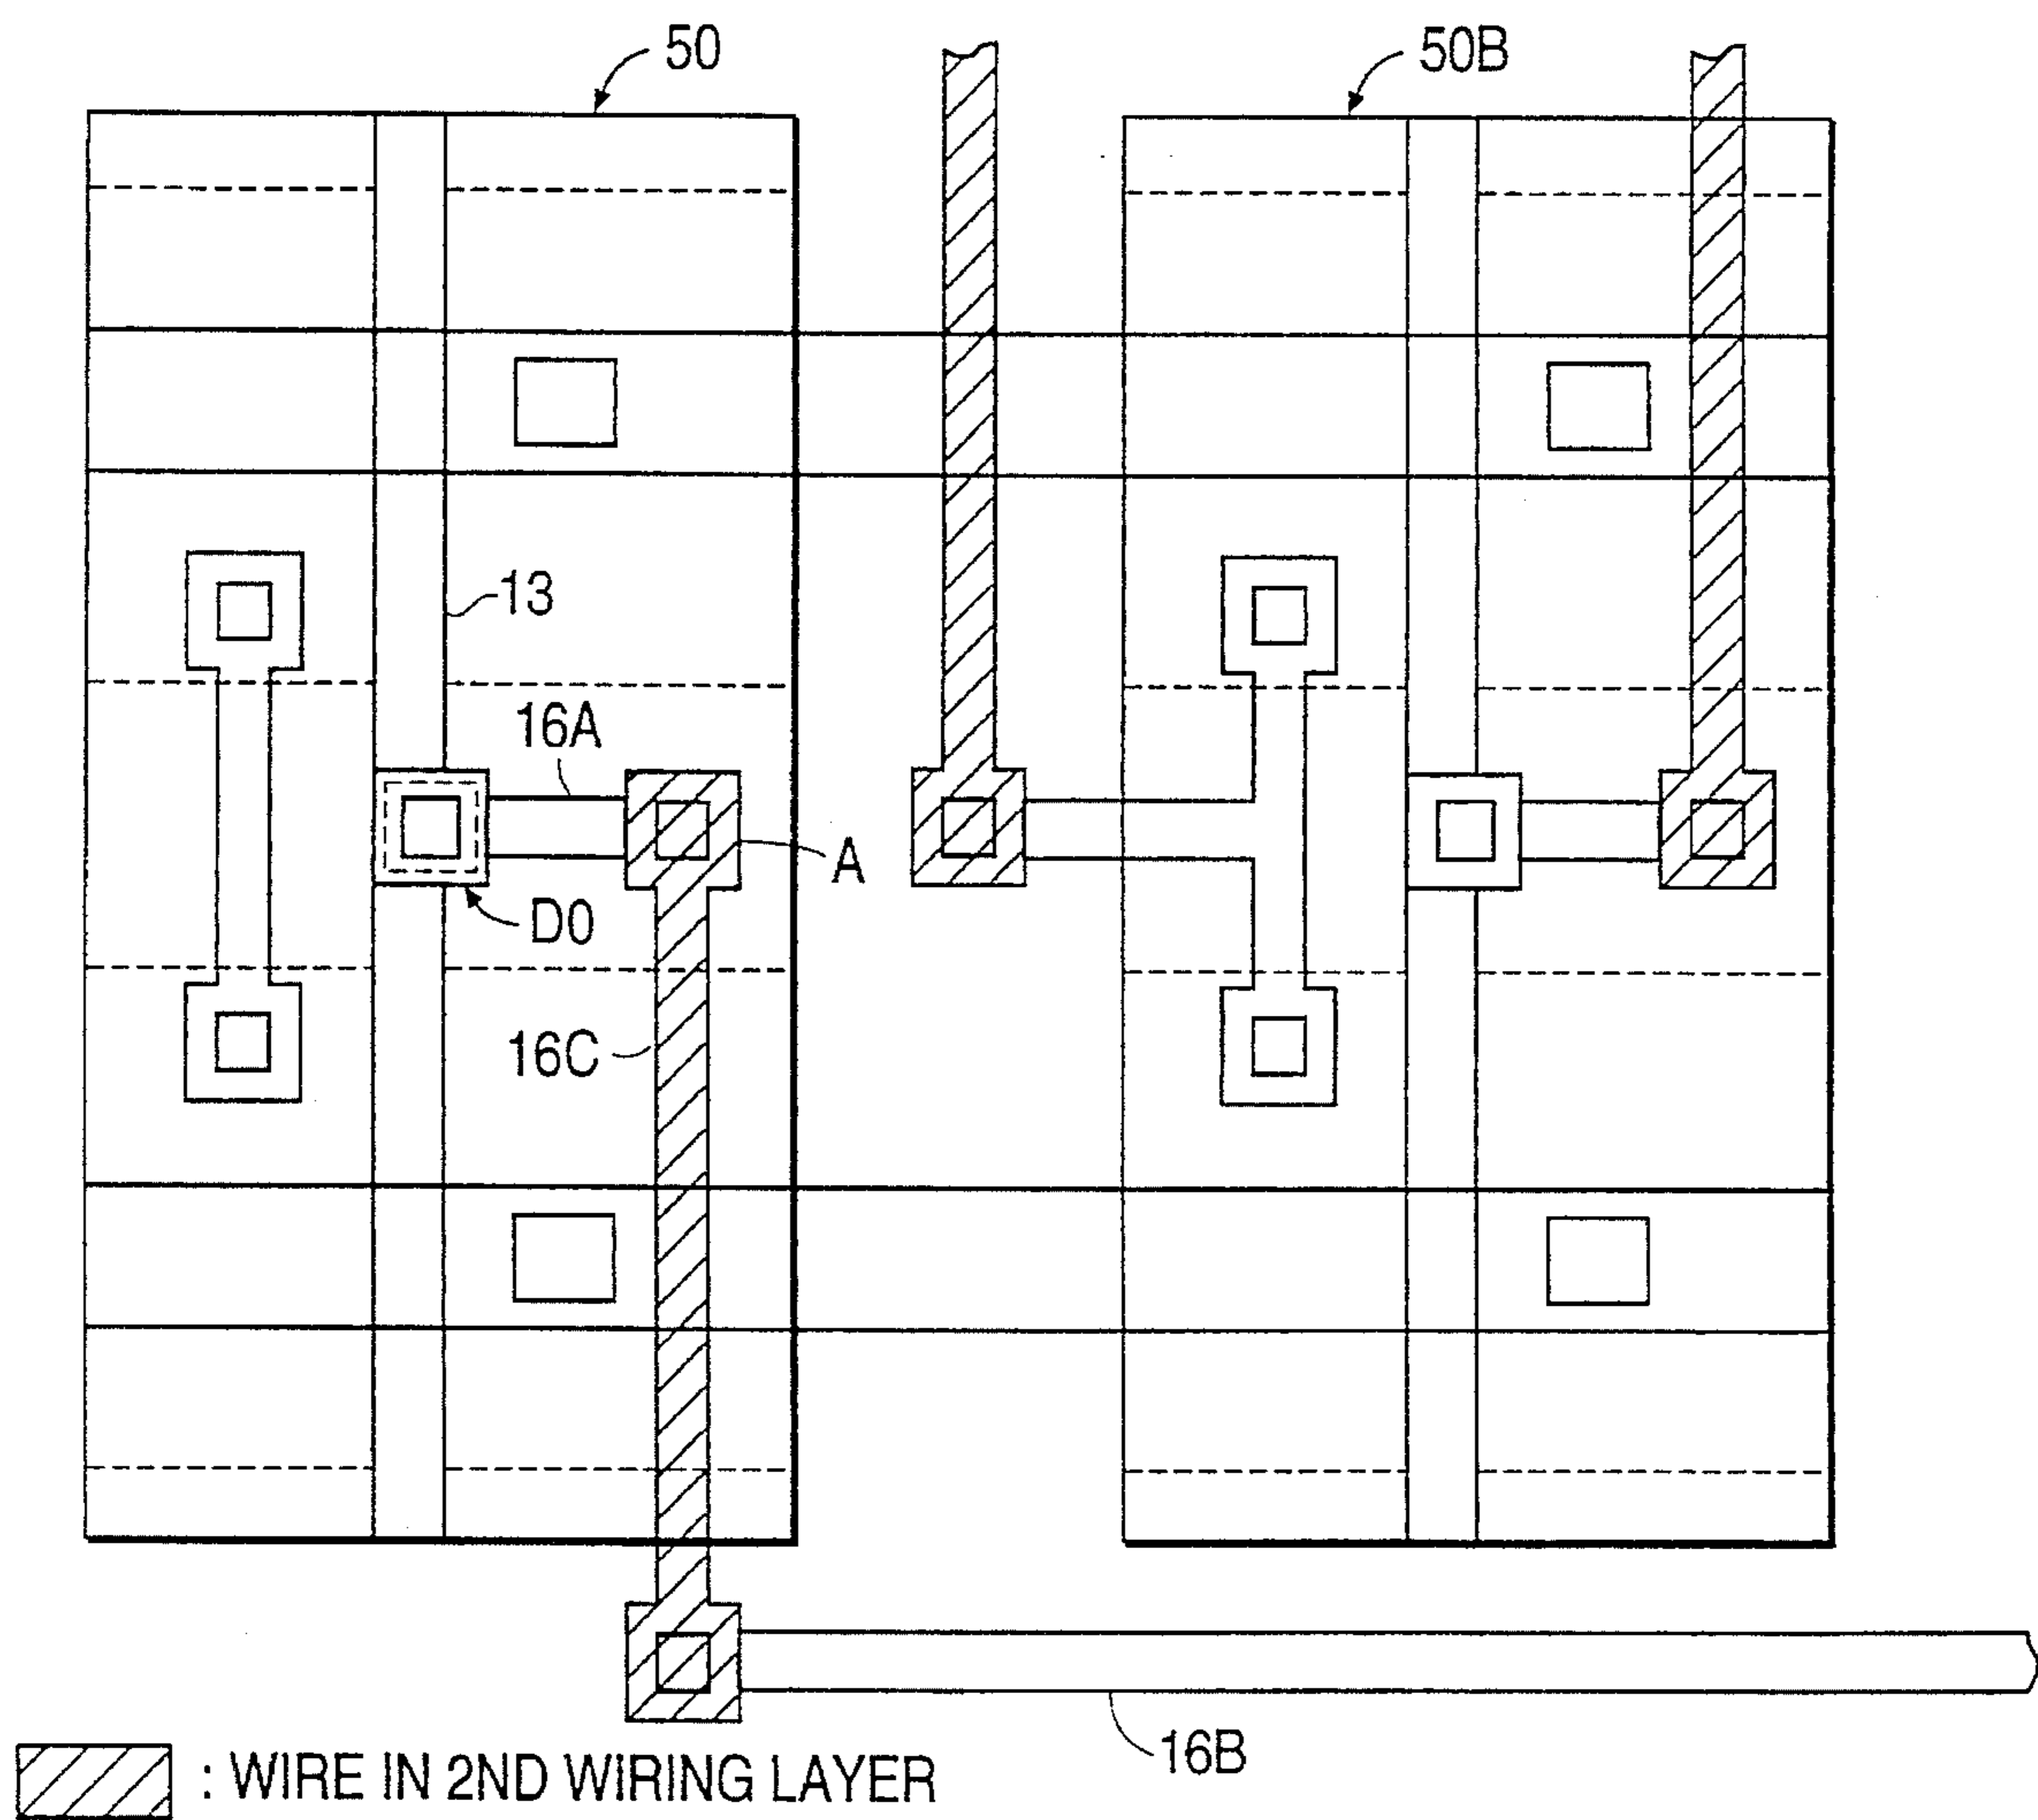 50
50B
13
16A
A
D0
16C
16B
: WIRE IN 2ND WIRING LAYER